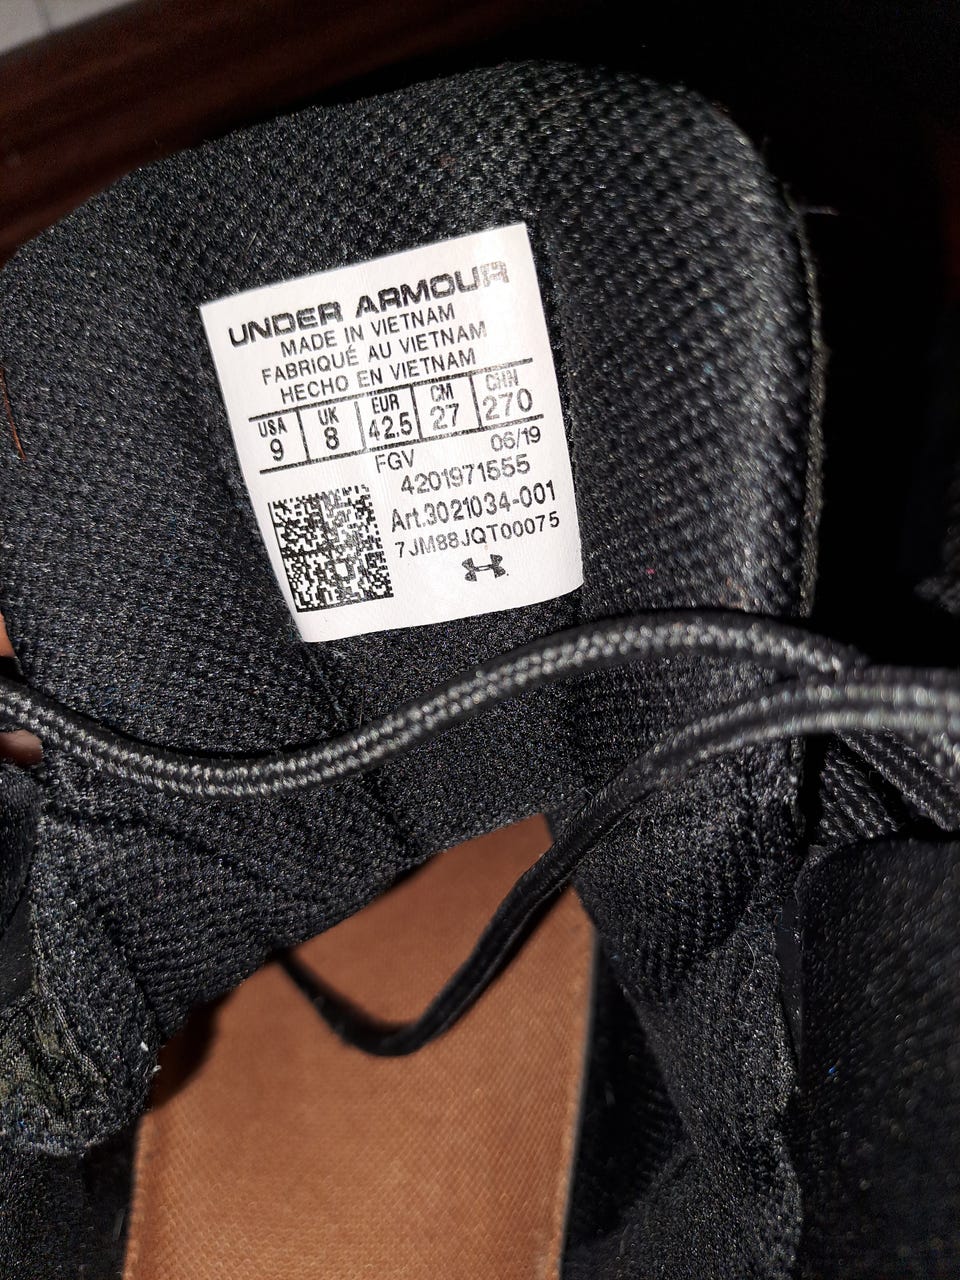 UNDER ARMOUR
MADE IN VIETNAM
FABRIQUÉ AU VIETNAM
HECHO EN VIETNAM
USA UK EUR CM CHN
9 8 42.5 27 270
FGV 06/19
4201971555
Art.3021034-001
7JM88JQT00075